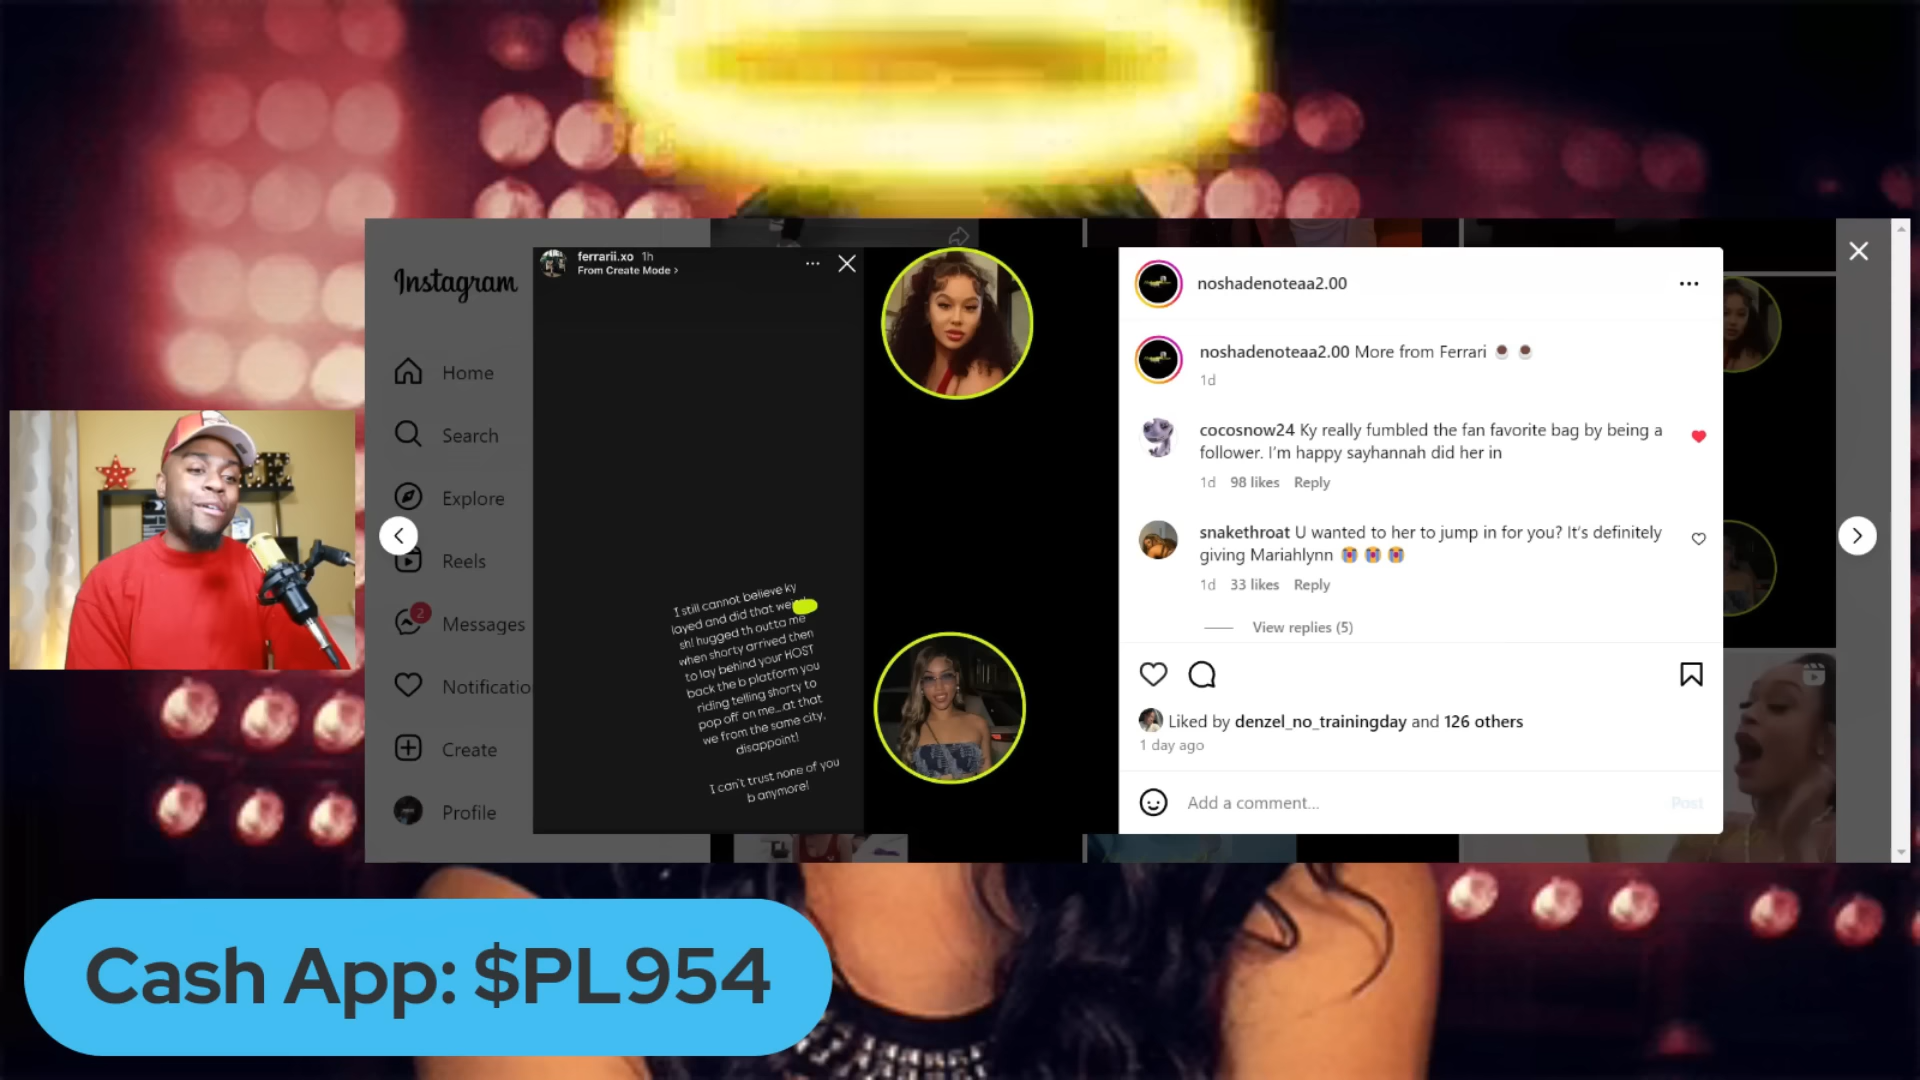 Instagram
Home
Search
Explore
Reels
2
Messages
Notificatio
Create
Profile
ferrarii.xo 1h
From Create Mode >
I still cannot believe ky
layed and did that
sh! hugged th outta me
when shorty arrived then
to lay behind your HOST
back the b platform you
riding telling shorty to
pop off on me...at that
we from the same city,
disappoint!
I can't trust none of you
b anymore!
noshadenoteaa2.00
noshadenoteaa2.00 More from Ferrari
1d
cocosnow24 Ky really fumbled the fan favorite bag by being a
follower. I'm happy sayhannah did her in
1d 98 likes Reply
snakethroat U wanted to her to jump in for you? It's definitely
giving Mariahlynn 😭 😭 😭
1d 33 likes Reply
View replies (5)
Liked by denzel_no_trainingday and 126 others
1 day ago
Add a comment...
Post
Cash App: $PL954